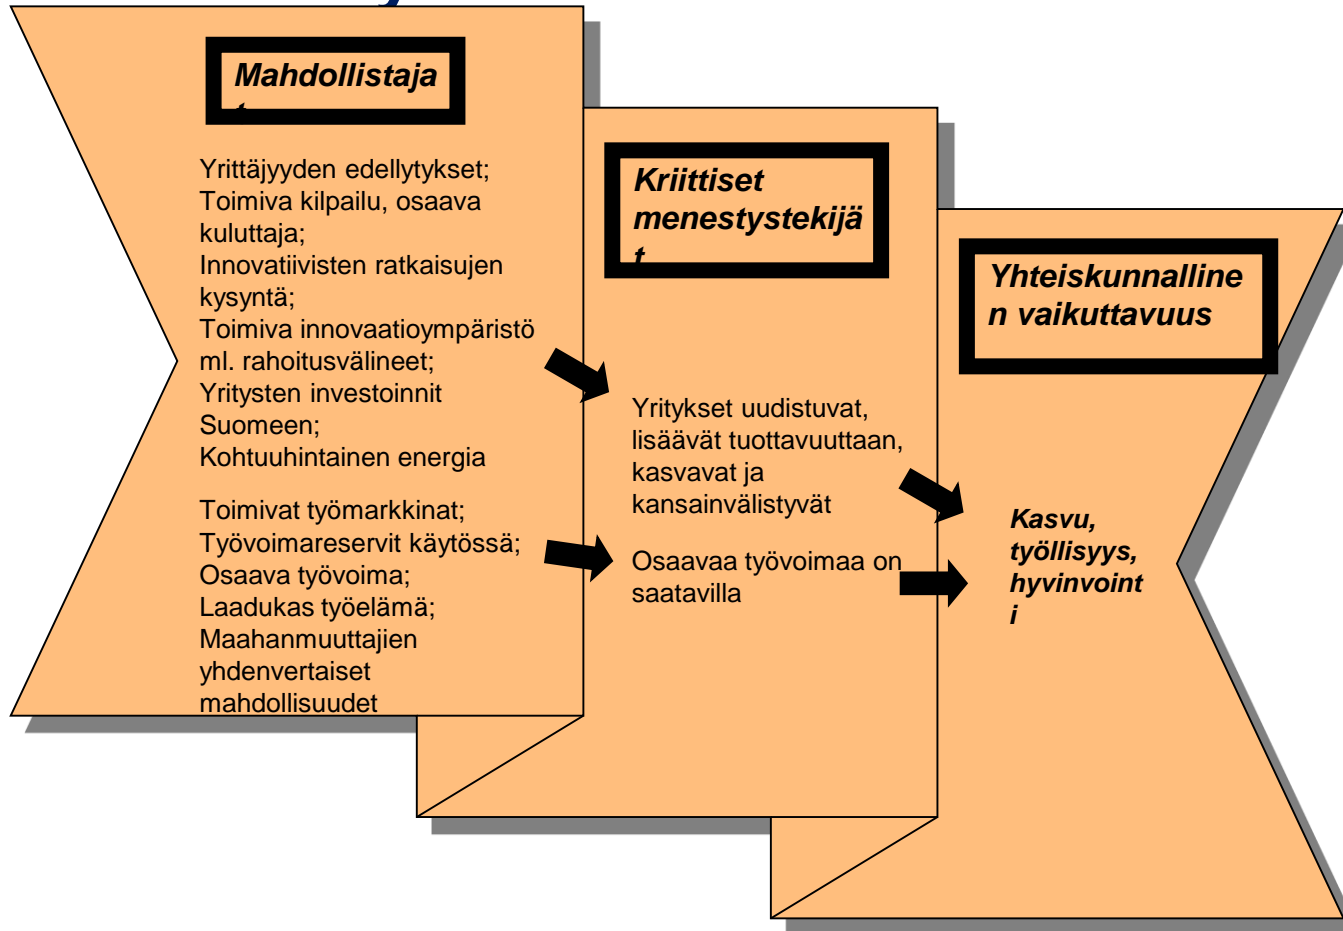 Mahdollistaja
t
Yrittäjyyden edellytykset;
Toimiva kilpailu, osaava
kuluttaja;
Innovatiivisten ratkaisujen
kysyntä;
Toimiva innovaatioympäristö
ml. rahoitusvälineet;
Yritysten investoinnit
Suomeen;
Kohtuuhintainen energia
Toimivat työmarkkinat;
Työvoimareservit käytössä;
Osaava työvoima;
Laadukas työelämä;
Maahanmuuttajien
yhdenvertaiset
mahdollisuudet
Kriittiset
menestystekijä
t
Yritykset uudistuvat,
lisäävät tuottavuuttaan,
kasvavat ja
kansainvälistyvät
Osaavaa työvoimaa on
saatavilla
Yhteiskunnalline
n vaikuttavuus
Kasvu,
työllisyys,
hyvinvoint
i